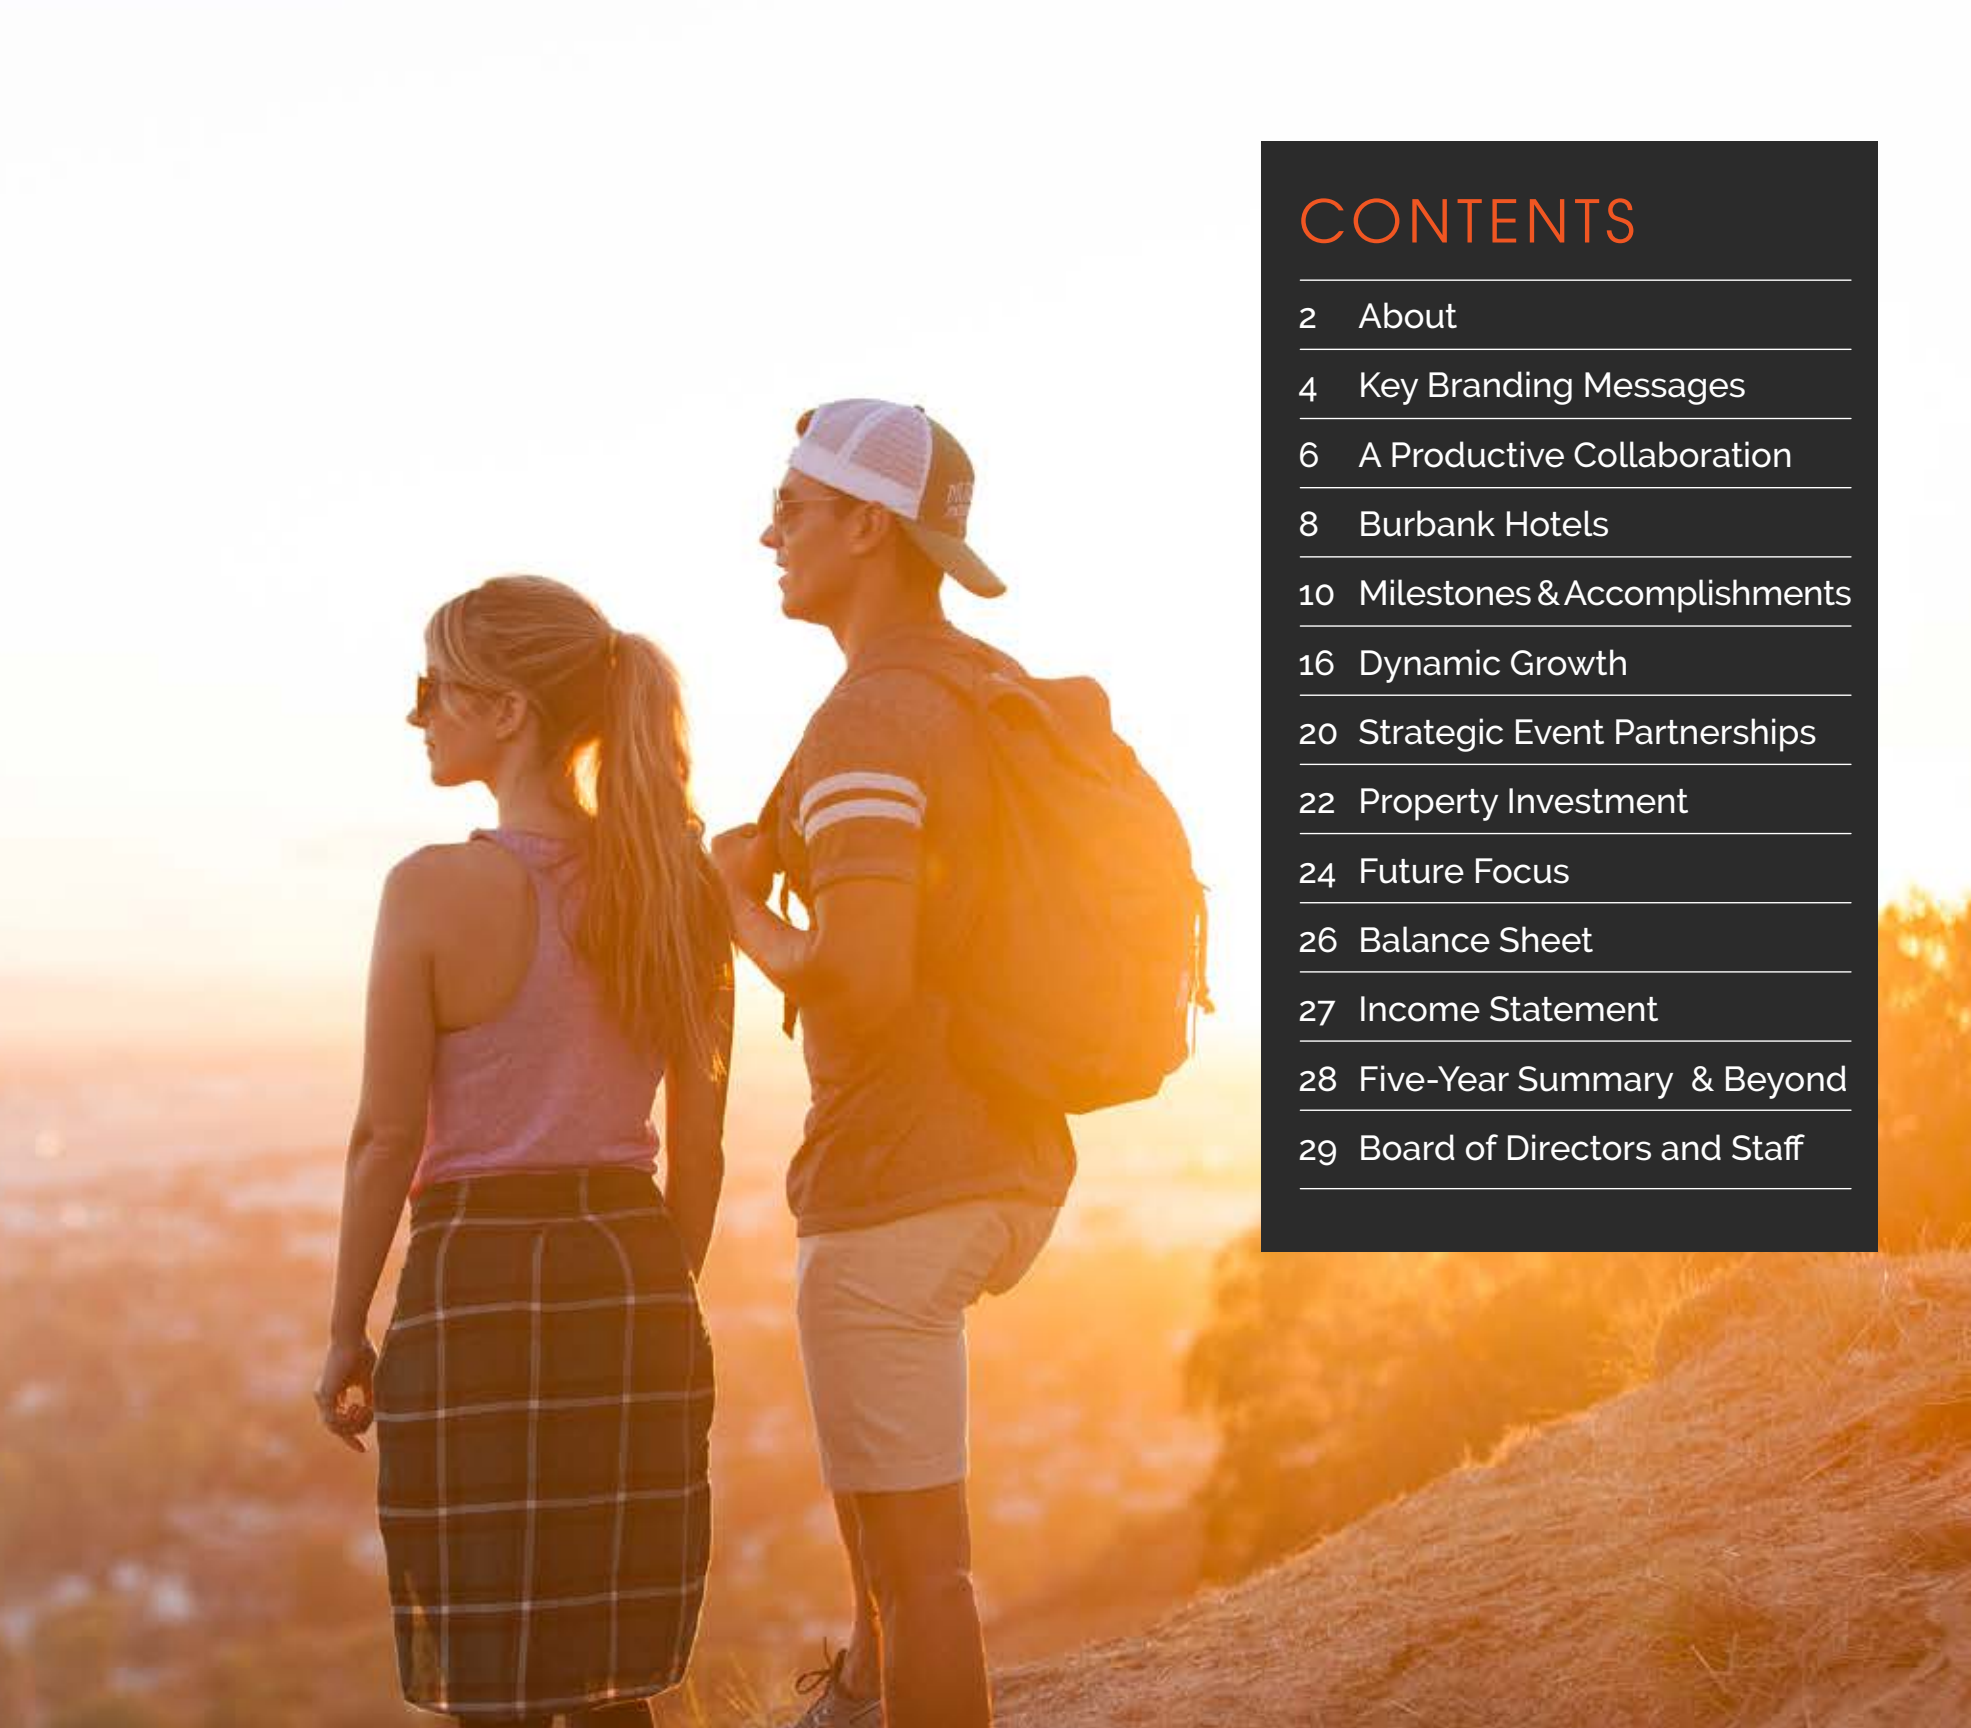 CONTENTS
2 About
4 Key Branding Messages
6 A Productive Collaboration
8 Burbank Hotels
10 Milestones & Accomplishments
16 Dynamic Growth
20 Strategic Event Partnerships
22 Property Investment
24 Future Focus
26 Balance Sheet
27 Income Statement
28 Five-Year Summary & Beyond
29 Board of Directors and Staff